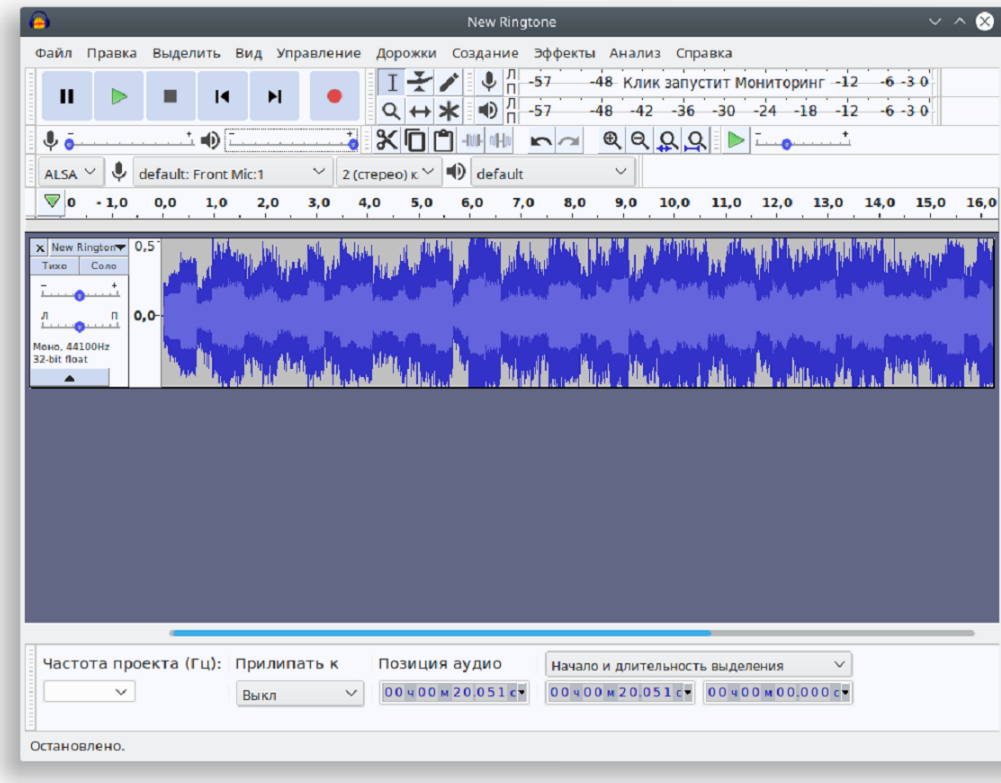 New Ringtone
Файл Правка Выделить Вид Управление Дорожки Создание Эффекты Анализ Справка
Л П -57 -48 Клик запустит Мониторинг -12 -6 -3 0
Л П -57 -48 -42 -36 -30 -24 -18 -12 -6 -3 0
- + - + - +
ALSA default: Front Mic:1 2 (стерео) к default
0 - 1,0 0,0 1,0 2,0 3,0 4,0 5,0 6,0 7,0 8,0 9,0 10,0 11,0 12,0 13,0 14,0 15,0 16,0
x New Rington 0,5
Тихо Соло
- +
Л П 0,0
Моно, 44100Hz
32-bit float
Частота проекта (Гц): Прилипать к Позиция аудио Начало и длительность выделения
Выкл 00 ч 00 м 20.051 с 00 ч 00 м 20.051 с 00 ч 00 м 00.000 с
Остановлено.